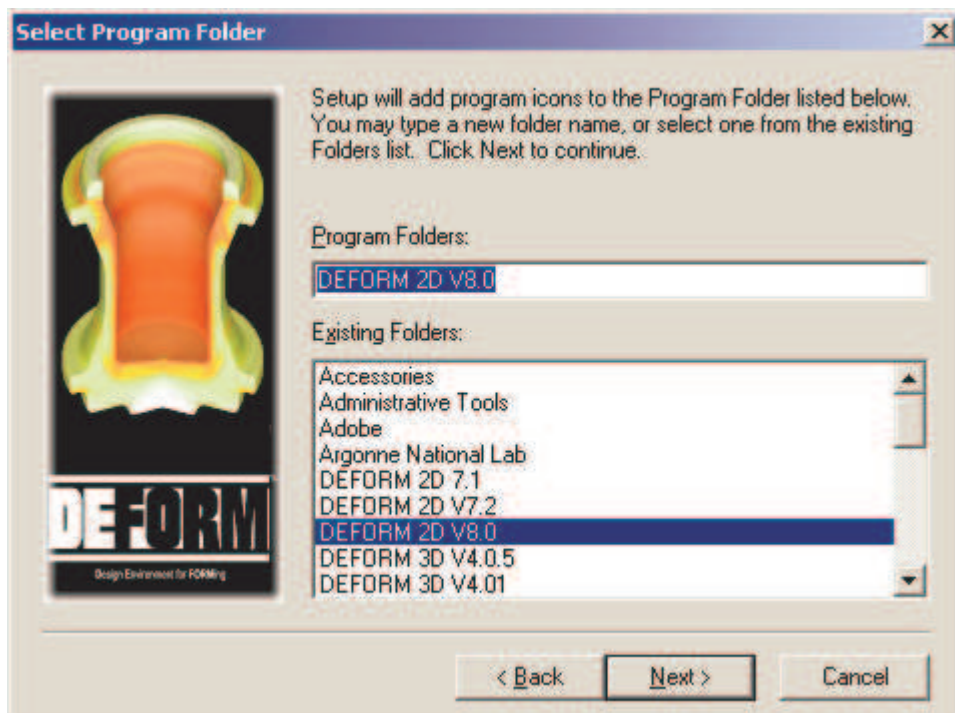 Select Program Folder
Setup will add program icons to the Program Folder listed below.
You may type a new folder name, or select one from the existing
Folders list. Click Next to continue.
Program Folders:
DEFORM 2D V8.0
Existing Folders:
Accessories
Administrative Tools
Adobe
Argonne National Lab
DEFORM 2D 7.1
DEFORM 2D V7.2
DEFORM 2D V8.0
DEFORM 3D V4.0.5
DEFORM 3D V4.01
DEFORM
Design Environment for FORMing
< Back
Next >
Cancel